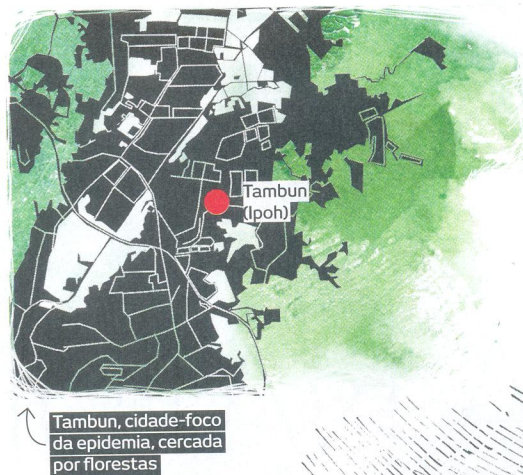 Tambun
(Ipoh)
Tambun, cidade-foco
da epidemia, cercada
por florestas